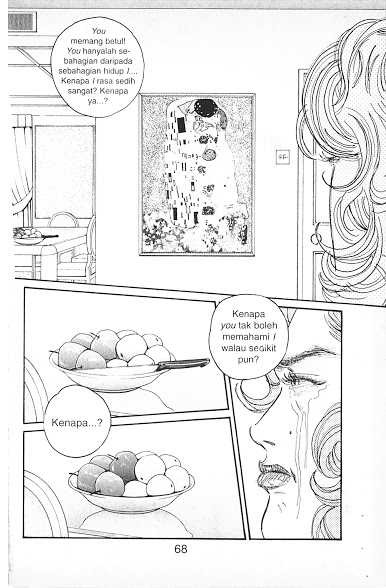 You
memang betul!
You hanyalah se-
bahagian daripada
sebahagian hidup I....
Kenapa I rasa sedih
sangat? Kenapa
ya...?
Kenapa
you tak boleh
memahami I
walau sedikit
pun?
Kenapa...?
68